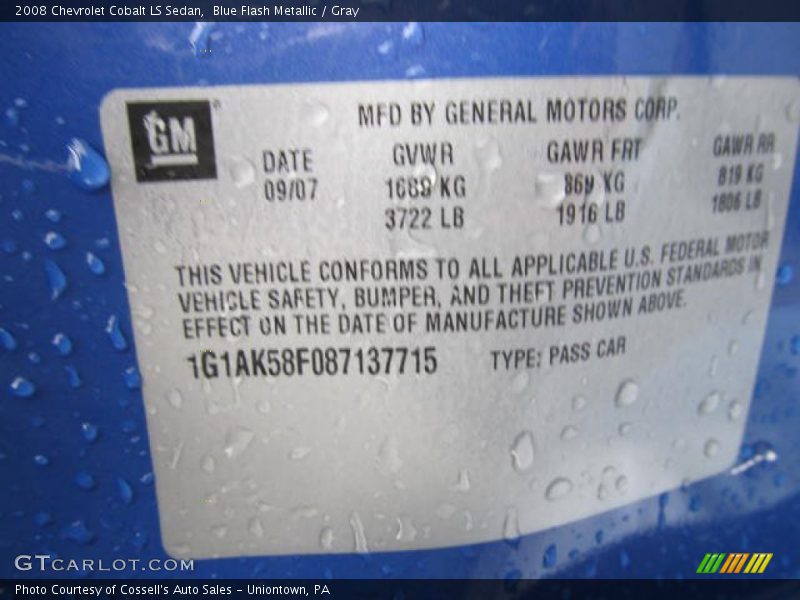 2008 Chevrolet Cobalt LS Sedan, Blue Flash Metallic / Gray
GM
MFD BY GENERAL MOTORS CORP.
DATE GVWR GAWR FRT GAWR RR
09/07 1689 KG 869 KG 819 KG
3722 LB 1916 LB 1806 LB
THIS VEHICLE CONFORMS TO ALL APPLICABLE U.S. FEDERAL MOTOR
VEHICLE SAFETY, BUMPER, AND THEFT PREVENTION STANDARDS IN
EFFECT ON THE DATE OF MANUFACTURE SHOWN ABOVE.
1G1AK58F087137715 TYPE: PASS CAR
GTCARLOT.COM
Photo Courtesy of Cossell's Auto Sales - Uniontown, PA